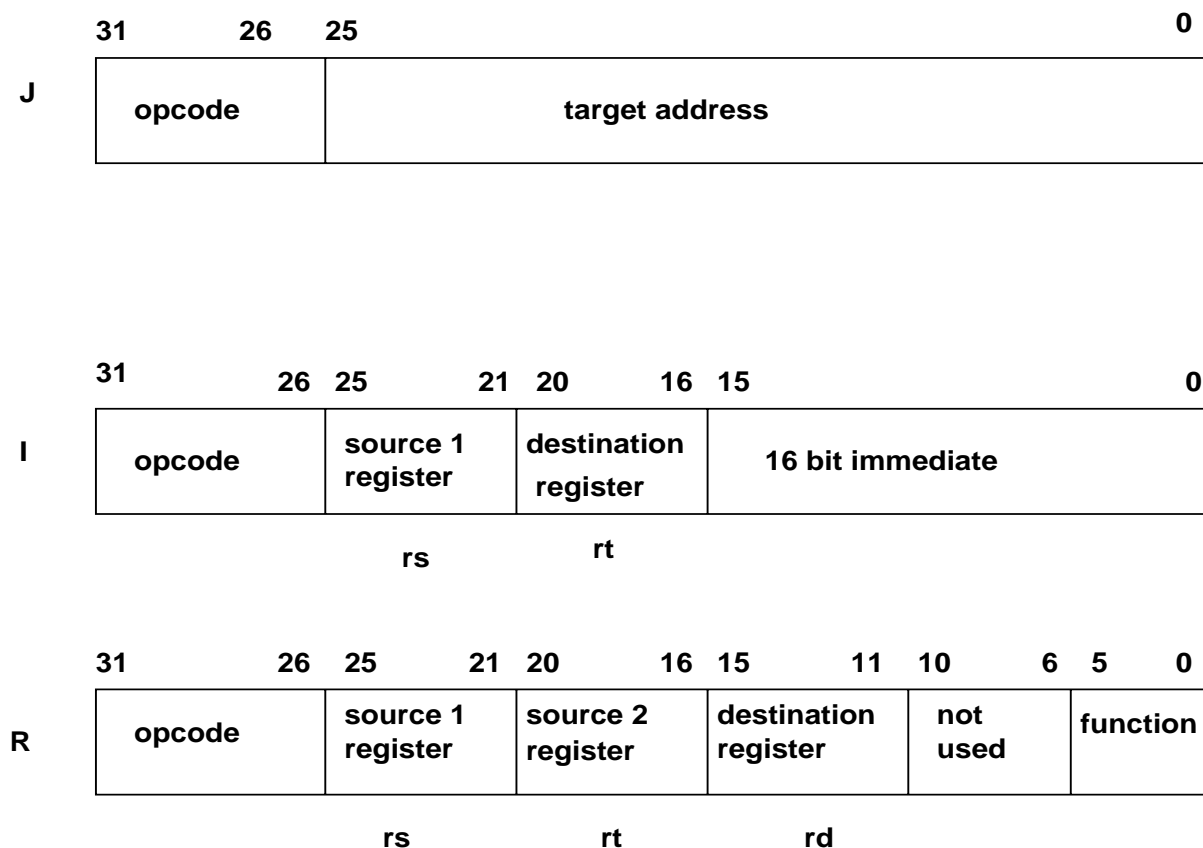 31 26 25 0
J
opcode target address
31 26 25 21 20 16 15 0
I
opcode source 1 register destination register 16 bit immediate
rs rt
31 26 25 21 20 16 15 11 10 6 5 0
R
opcode source 1 register source 2 register destination register not used function
rs rt rd